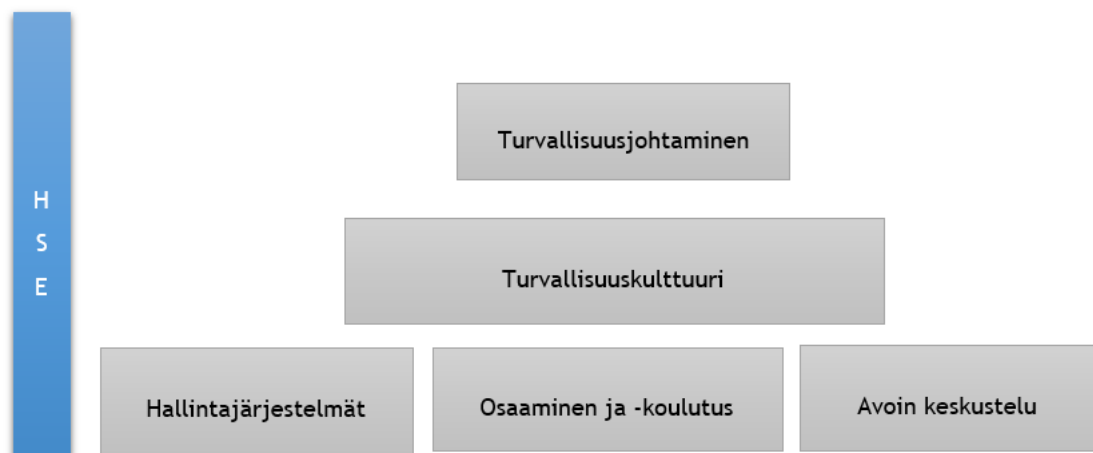 H
S
E
Turvallisuusjohtaminen
Turvallisuuskulttuuri
Hallintajärjestelmät
Osaaminen ja -koulutus
Avoin keskustelu